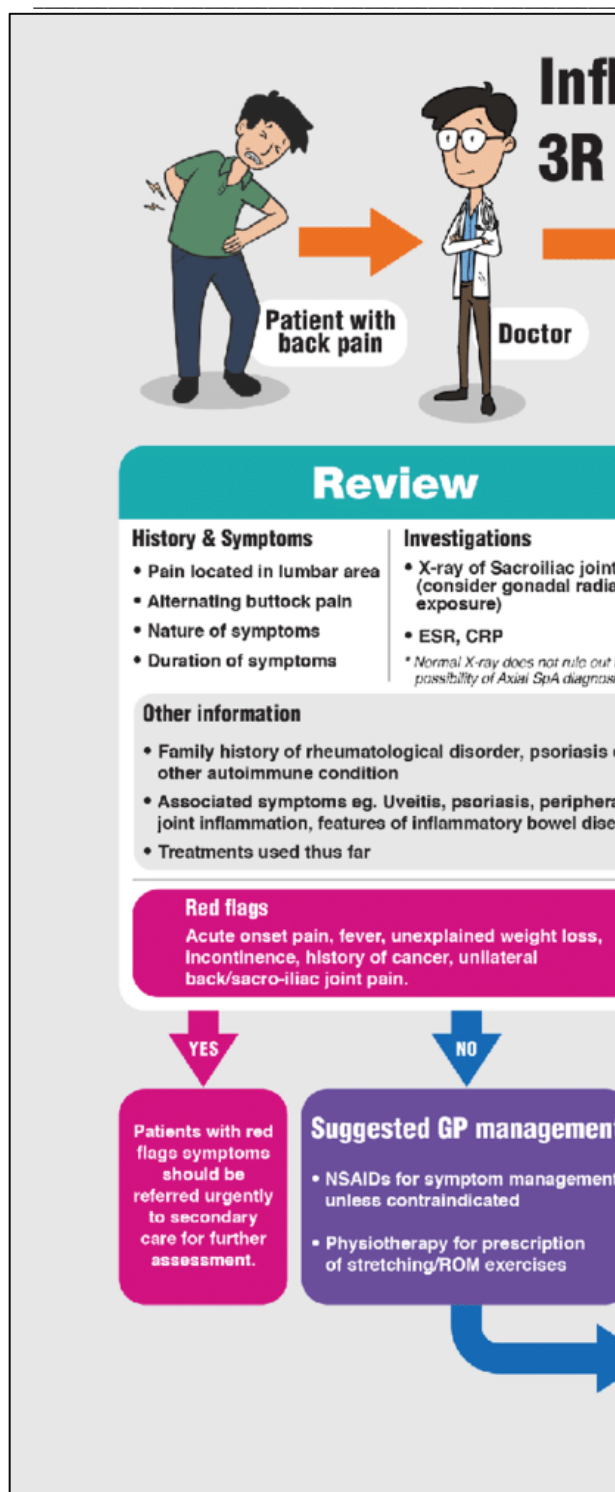 Infl
3R
Patient with
back pain
Doctor
Review
History & Symptoms
• Pain located in lumbar area
• Alternating buttock pain
• Nature of symptoms
• Duration of symptoms
Investigations
• X-ray of Sacroiliac joint
(consider gonadal radia
exposure)
• ESR, CRP
* Normal X-ray does not rule out
possibility of Axial SpA diagnosi
Other information
• Family history of rheumatological disorder, psoriasis
other autoimmune condition
• Associated symptoms eg. Uveitis, psoriasis, periphera
joint inflammation, features of inflammatory bowel dise
• Treatments used thus far
Red flags
Acute onset pain, fever, unexplained weight loss,
incontinence, history of cancer, unilateral
back/sacro-iliac joint pain.
YES
NO
Patients with red
flags symptoms
should be
referred urgently
to secondary
care for further
assessment.
Suggested GP management
• NSAIDs for symptom management
unless contraindicated
• Physiotherapy for prescription
of stretching/ROM exercises